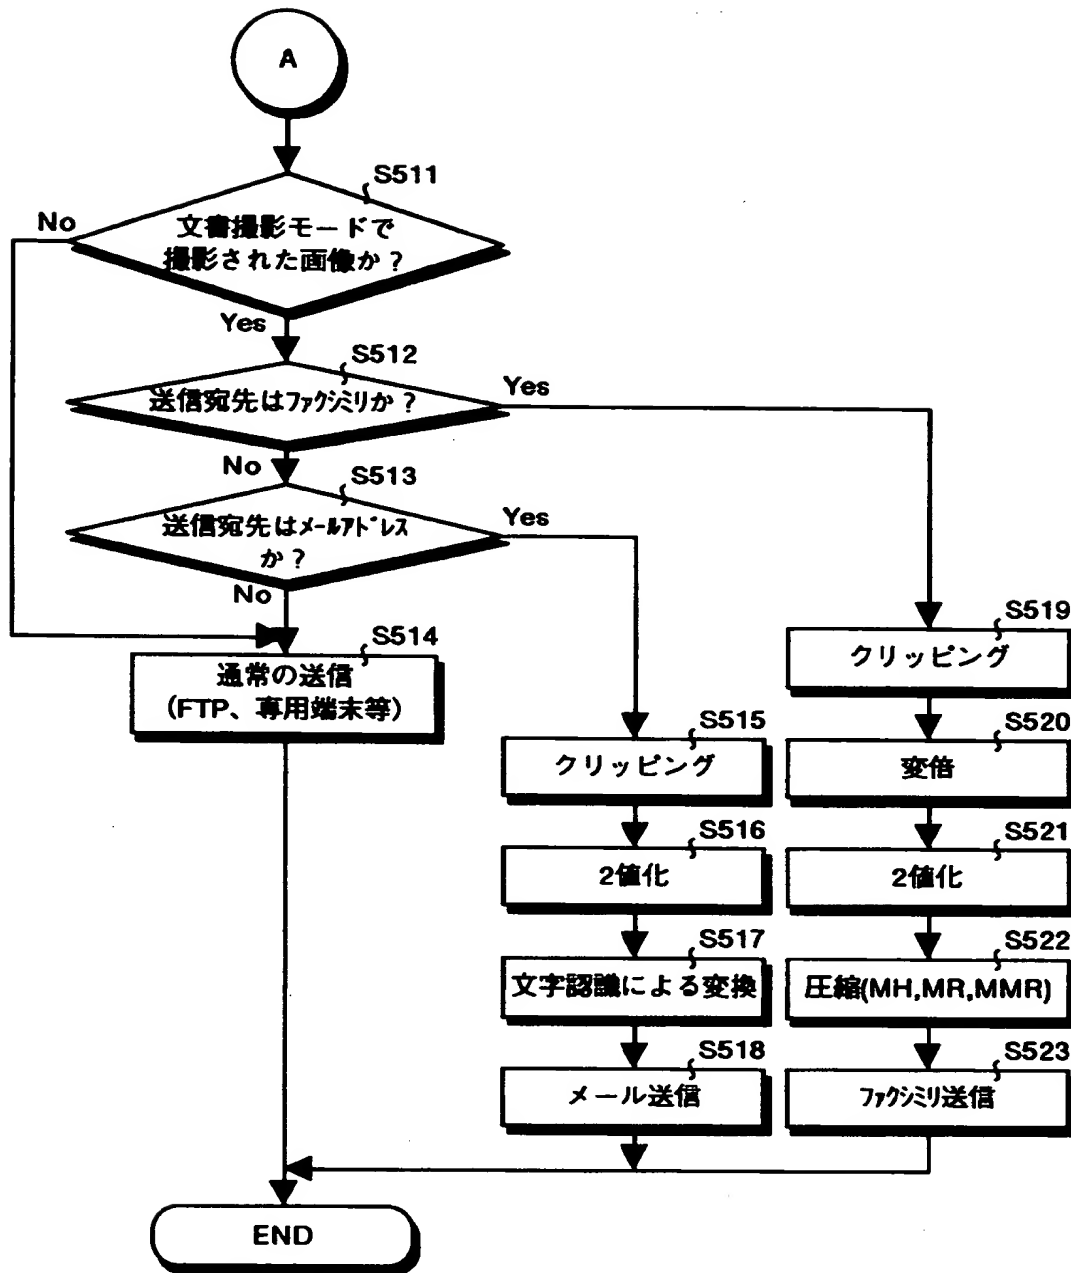 A
S511
No
文書撮影モードで
撮影された画像か？
Yes
S512
送信宛先はファクシミリか？
Yes
No
S513
送信宛先はメールアドレス
か？
Yes
No
S514
通常の送信
(FTP、専用端末等)
S515
クリッピング
S516
2値化
S517
文字認識による変換
S518
メール送信
S519
クリッピング
S520
変倍
S521
2値化
S522
圧縮(MH,MR,MMR)
S523
ファクシミリ送信
END